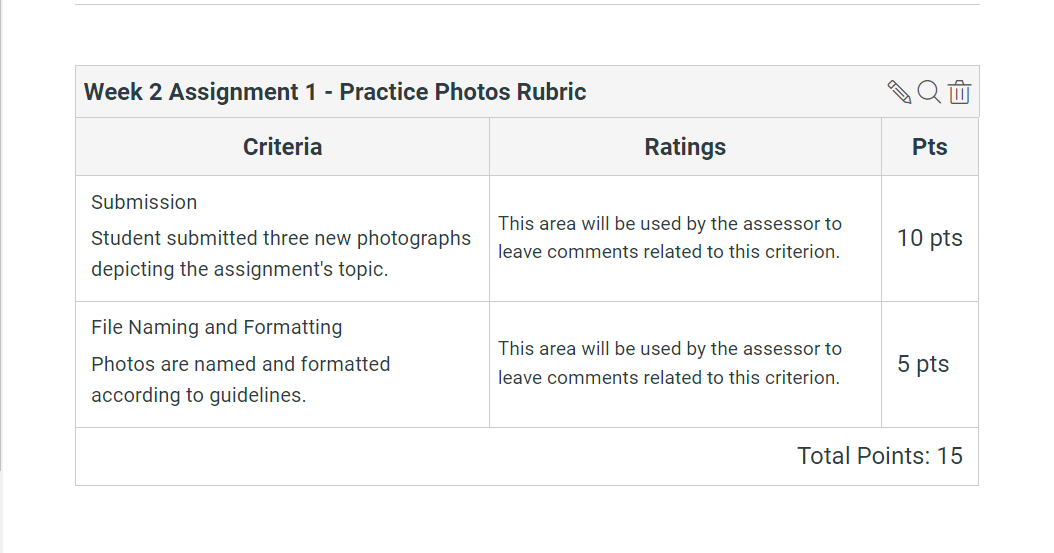 Week 2 Assignment 1 - Practice Photos Rubric
Criteria
Ratings
Pts
Submission
Student submitted three new photographs
depicting the assignment's topic.
This area will be used by the assessor to
leave comments related to this criterion.
10 pts
File Naming and Formatting
Photos are named and formatted
according to guidelines.
This area will be used by the assessor to
leave comments related to this criterion.
5 pts
Total Points: 15